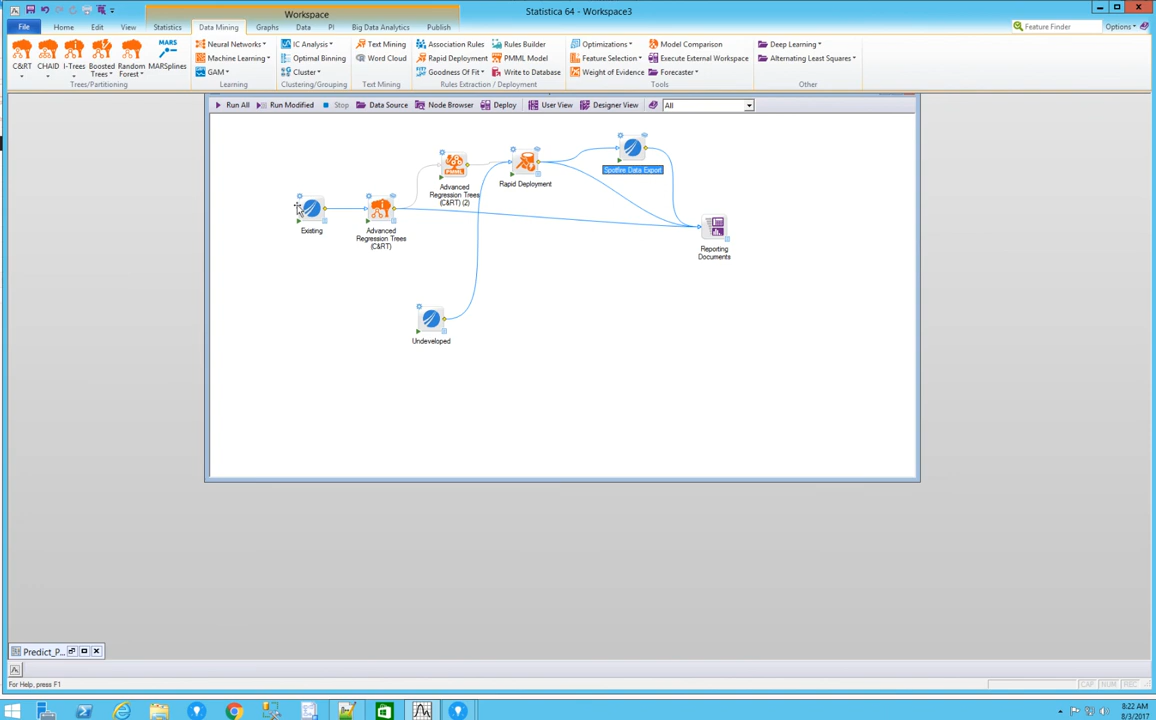 Workspace
Statistica 64 - Workspace3
File Home Edit View Statistics Data Mining Graphs Data PI Big Data Analytics Publish
Feature Finder Options
C&RT CHAID I-Trees Boosted Trees Random Forest MARSplines
MARS
Trees/Partitioning
Neural Networks
Machine Learning
GAM
Learning
IC Analysis
Optimal Binning
Cluster
Clustering/Grouping
Text Mining
Word Cloud
Text Mining
Association Rules Rules Builder
Rapid Deployment PMML Model
Goodness Of Fit Write to Database
Rules Extraction / Deployment
Optimizations Model Comparison
Feature Selection Execute External Workspace
Weight of Evidence Forecaster
Tools
Deep Learning
Alternating Least Squares
Other
Run All Run Modified Stop Data Source Node Browser Deploy User View Designer View All
Spotfire Data Export
PMML
Advanced
Regression Trees
(C&RT) (2)
Rapid Deployment
Existing
Advanced
Regression Trees
(C&RT)
Reporting
Documents
Undeveloped
Predict_P...
For Help, press F1
CAP NUM REC
8:22 AM
8/3/2017